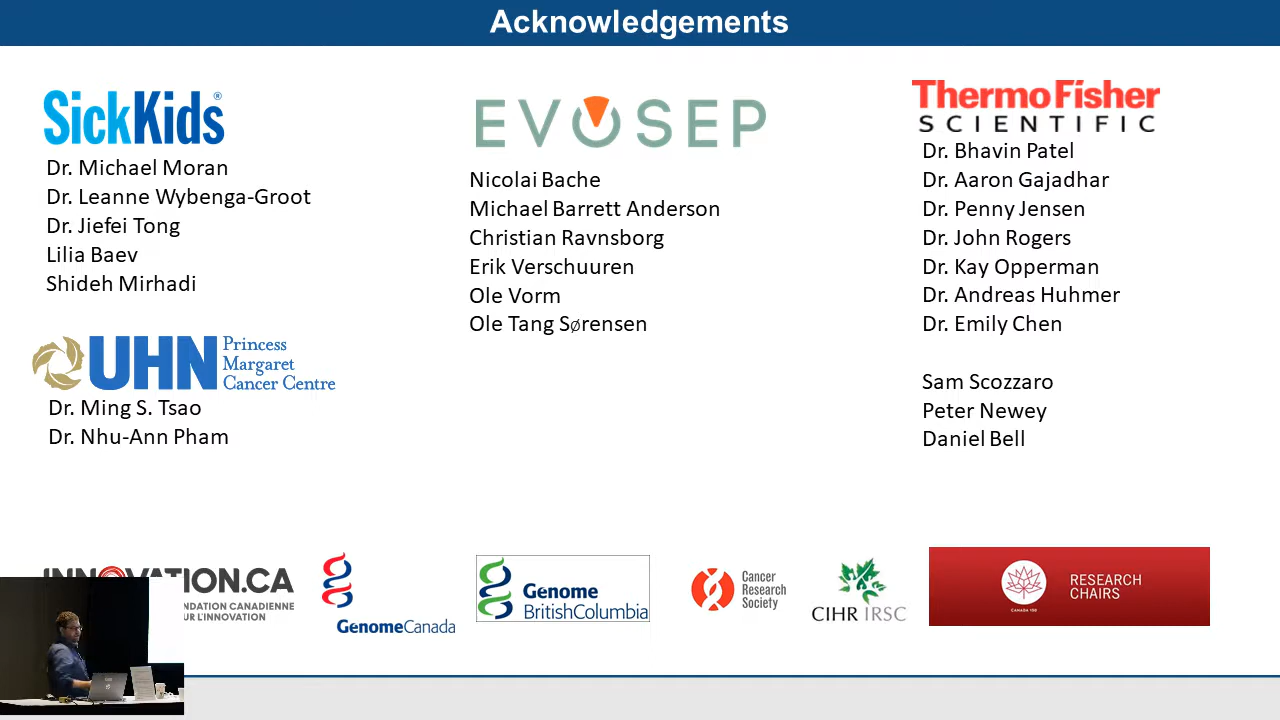 Acknowledgements
SickKids®
Dr. Michael Moran
Dr. Leanne Wybenga-Groot
Dr. Jiefei Tong
Lilia Baev
Shideh Mirhadi
UHN Princess
Margaret
Cancer Centre
Dr. Ming S. Tsao
Dr. Nhu-Ann Pham
EVOSEP
Nicolai Bache
Michael Barrett Anderson
Christian Ravnsborg
Erik Verschuuren
Ole Vorm
Ole Tang Sørensen
ThermoFisher
SCIENTIFIC
Dr. Bhavin Patel
Dr. Aaron Gajadhar
Dr. Penny Jensen
Dr. John Rogers
Dr. Kay Opperman
Dr. Andreas Huhmer
Dr. Emily Chen
Sam Scozzaro
Peter Newey
Daniel Bell
INNOVATION.CA
NDATION CANADIENNE
UR L'INNOVATION
GenomeCanada
Genome
BritishColumbia
Cancer
Research
Society
CIHR IRSC
CANADA 150
RESEARCH
CHAIRS